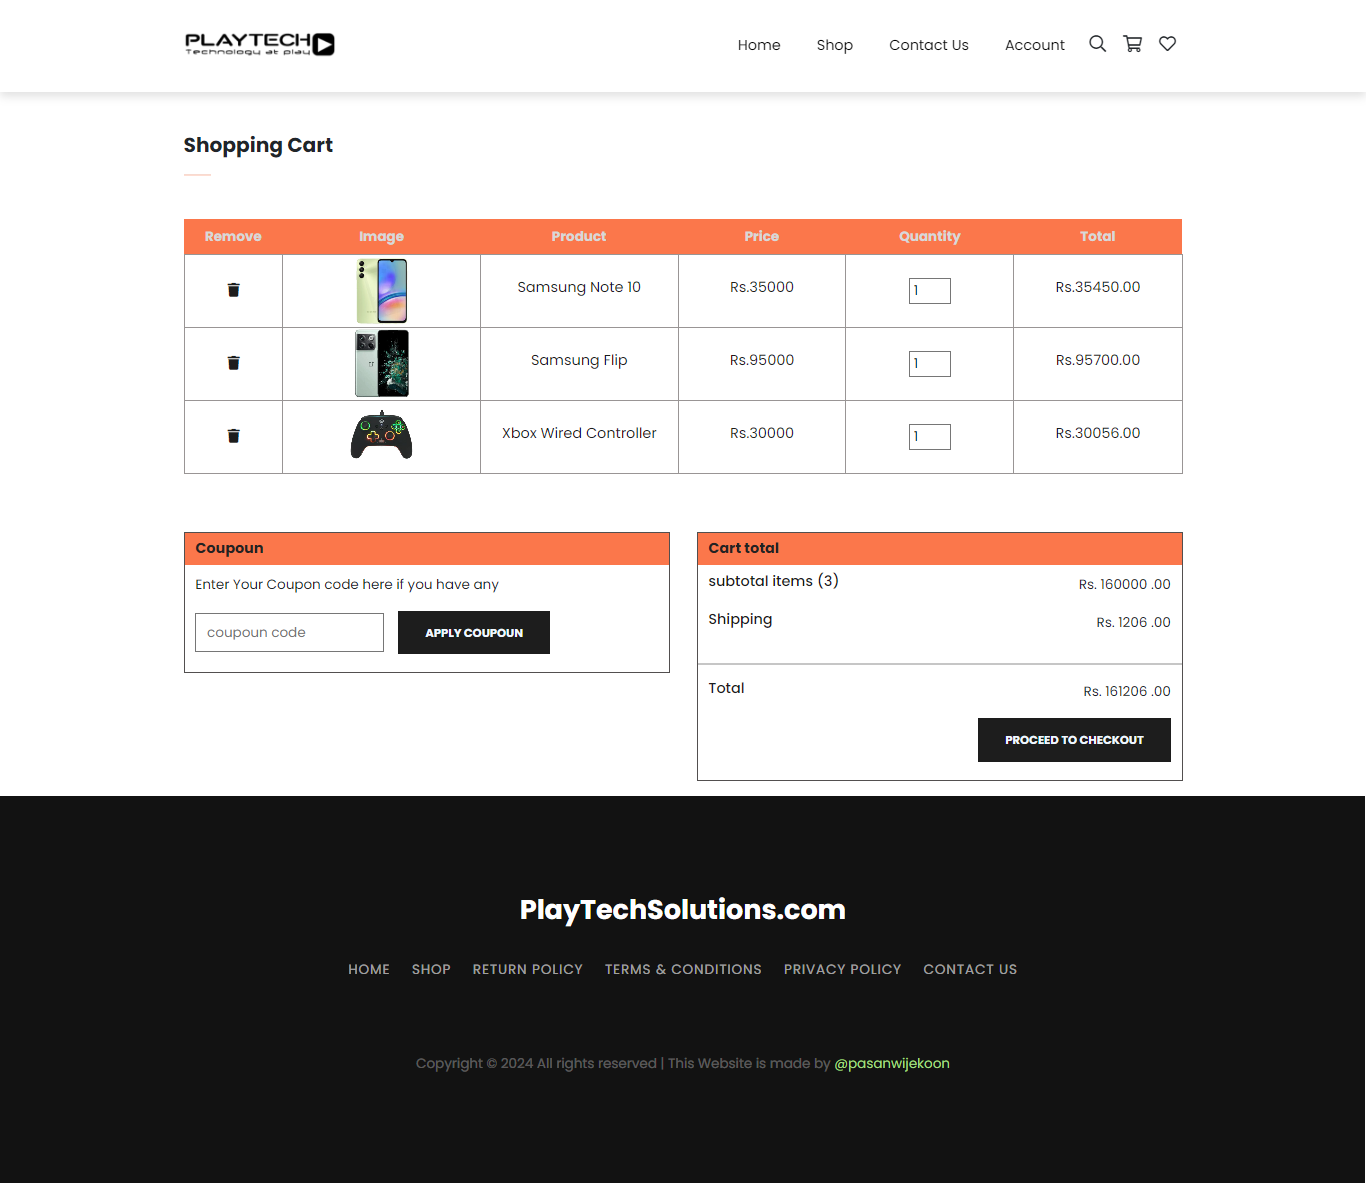 PLAYTECH
Technology at play
Home Shop Contact Us Account
Shopping Cart
Remove Image Product Price Quantity Total
Samsung Note 10 Rs.35000 1 Rs.35450.00
Samsung Flip Rs.95000 1 Rs.95700.00
Xbox Wired Controller Rs.30000 1 Rs.30056.00
Coupoun
Enter Your Coupon code here if you have any
coupoun code APPLY COUPOUN
Cart total
subtotal items (3) Rs. 160000 .00
Shipping Rs. 1206 .00
Total Rs. 161206 .00
PROCEED TO CHECKOUT
PlayTechSolutions.com
HOME SHOP RETURN POLICY TERMS & CONDITIONS PRIVACY POLICY CONTACT US
Copyright © 2024 All rights reserved | This Website is made by @pasanwijekoon